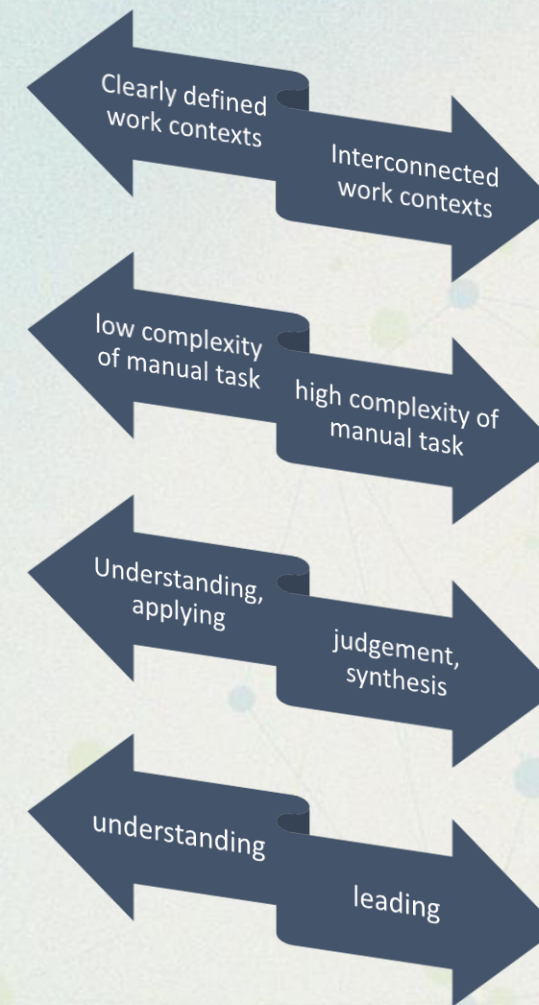 Clearly defined
work contexts
Interconnected
work contexts
low complexity
of manual task
high complexity of
manual task
Understanding,
applying
judgement,
synthesis
understanding
leading